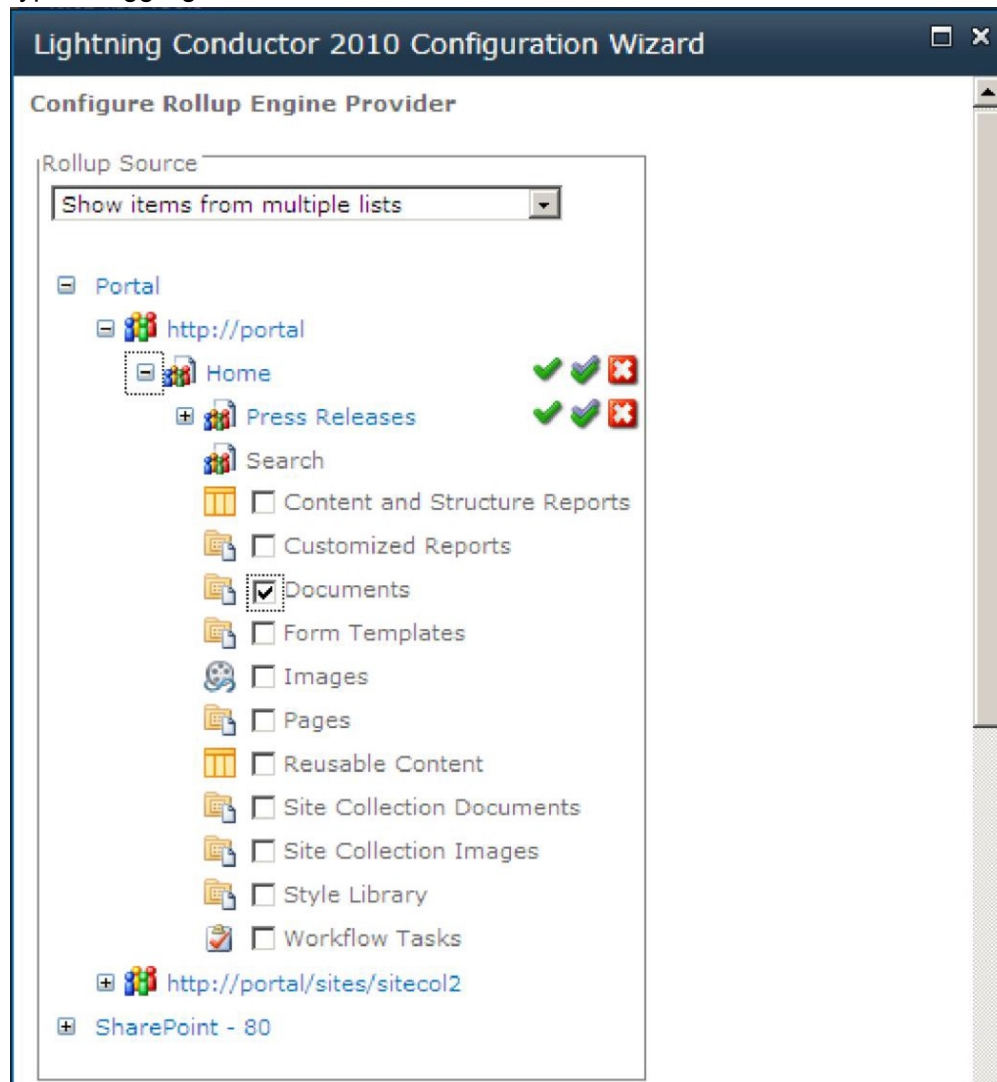 Lightning Conductor 2010 Configuration Wizard
Configure Rollup Engine Provider
Rollup Source
Show items from multiple lists
Portal
http://portal
Home
Press Releases
Search
Content and Structure Reports
Customized Reports
Documents
Form Templates
Images
Pages
Reusable Content
Site Collection Documents
Site Collection Images
Style Library
Workflow Tasks
http://portal/sites/sitecol2
SharePoint - 80